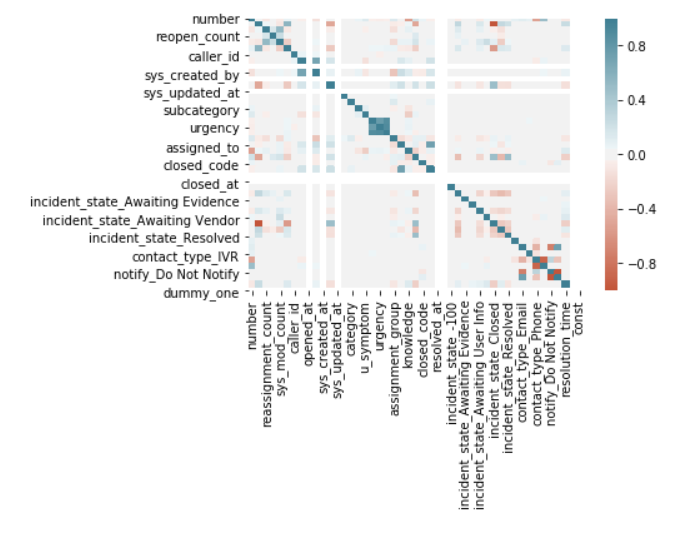 number
reopen_count
caller_id
sys_created_by
sys_updated_at
subcategory
urgency
assigned_to
closed_code
closed_at
incident_state_Awaiting Evidence
incident_state_Awaiting Vendor
incident_state_Resolved
contact_type_IVR
notify_Do Not Notify
dummy_one
0.8
0.4
0.0
−0.4
−0.8
number
reassignment_count
sys_mod_count
caller_id
opened_at
sys_created_at
sys_updated_at
category
u_symptom
urgency
assignment_group
knowledge
closed_code
resolved_at
incident_state_-100
incident_state_Awaiting Evidence
incident_state_Awaiting User Info
incident_state_Closed
incident_state_Resolved
contact_type_Email
contact_type_Phone
notify_Do Not Notify
resolution_time
const